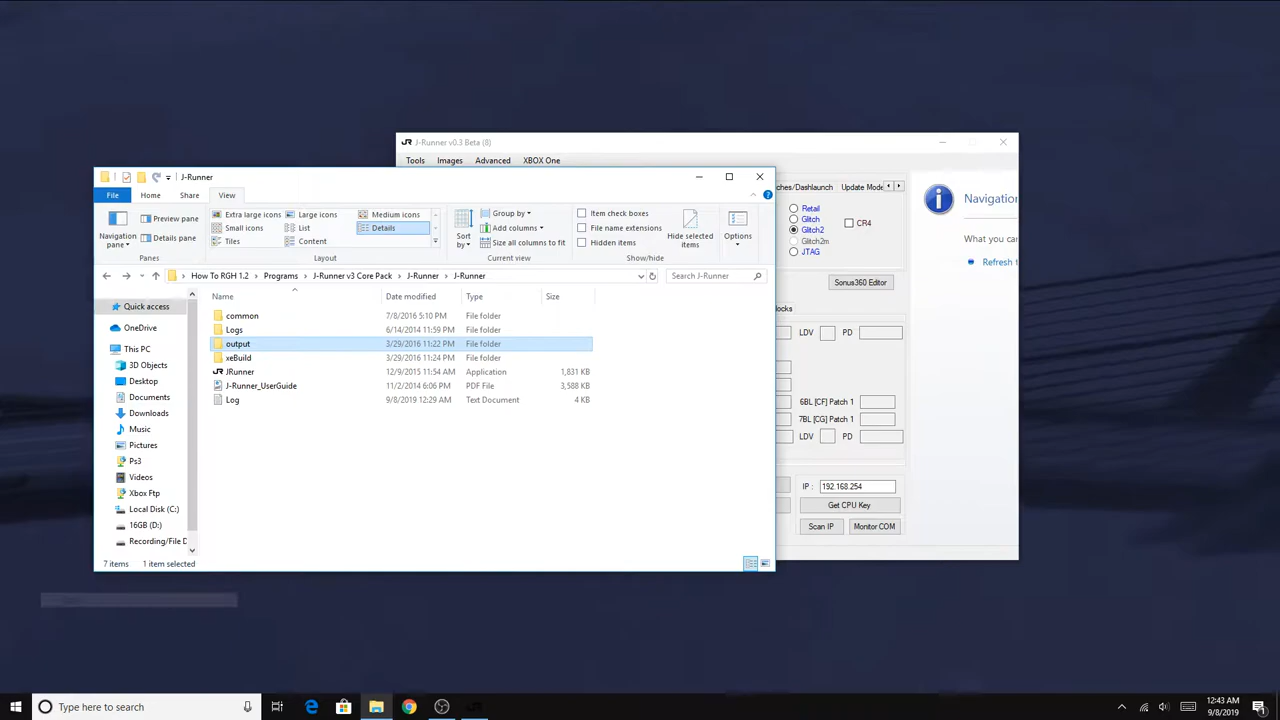 J-Runner v0.3 Beta (8)
Tools Images Advanced XBOX One
J-Runner
File Home Share View
Navigation pane
Preview pane
Details pane
Panes
Extra large icons Large icons Medium icons
Small icons List Details
Tiles Content
Layout
Sort by
Group by
Add columns
Size all columns to fit
Current view
Item check boxes
File name extensions
Hidden items
Hide selected items
Show/hide
Options
How To RGH 1.2 Programs J-Runner v3 Core Pack J-Runner J-Runner
Search J-Runner
Name Date modified Type Size
Quick access
OneDrive
This PC
3D Objects
Desktop
Documents
Downloads
Music
Pictures
Ps3
Videos
Xbox Ftp
Local Disk (C:)
16GB (D:)
Recording/File D
common 7/8/2016 5:10 PM File folder
Logs 6/14/2014 11:59 PM File folder
output 3/29/2016 11:22 PM File folder
xeBuild 3/29/2016 11:24 PM File folder
JRunner 12/9/2015 11:54 AM Application 1,831 KB
J-Runner_UserGuide 11/2/2014 6:06 PM PDF File 3,588 KB
Log 9/8/2019 12:29 AM Text Document 4 KB
7 items 1 item selected
ches/Dashlaunch Update Mode
Retail
Glitch
Glitch2
Glitch2m
JTAG
CR4
Sonus360 Editor
locks
LDV PD
6BL [CF] Patch 1
7BL [CG] Patch 1
LDV PD
IP : 192.168.254
Get CPU Key
Scan IP Monitor COM
Navigation
What you can
Refresh t
Type here to search
12:43 AM
9/8/2019